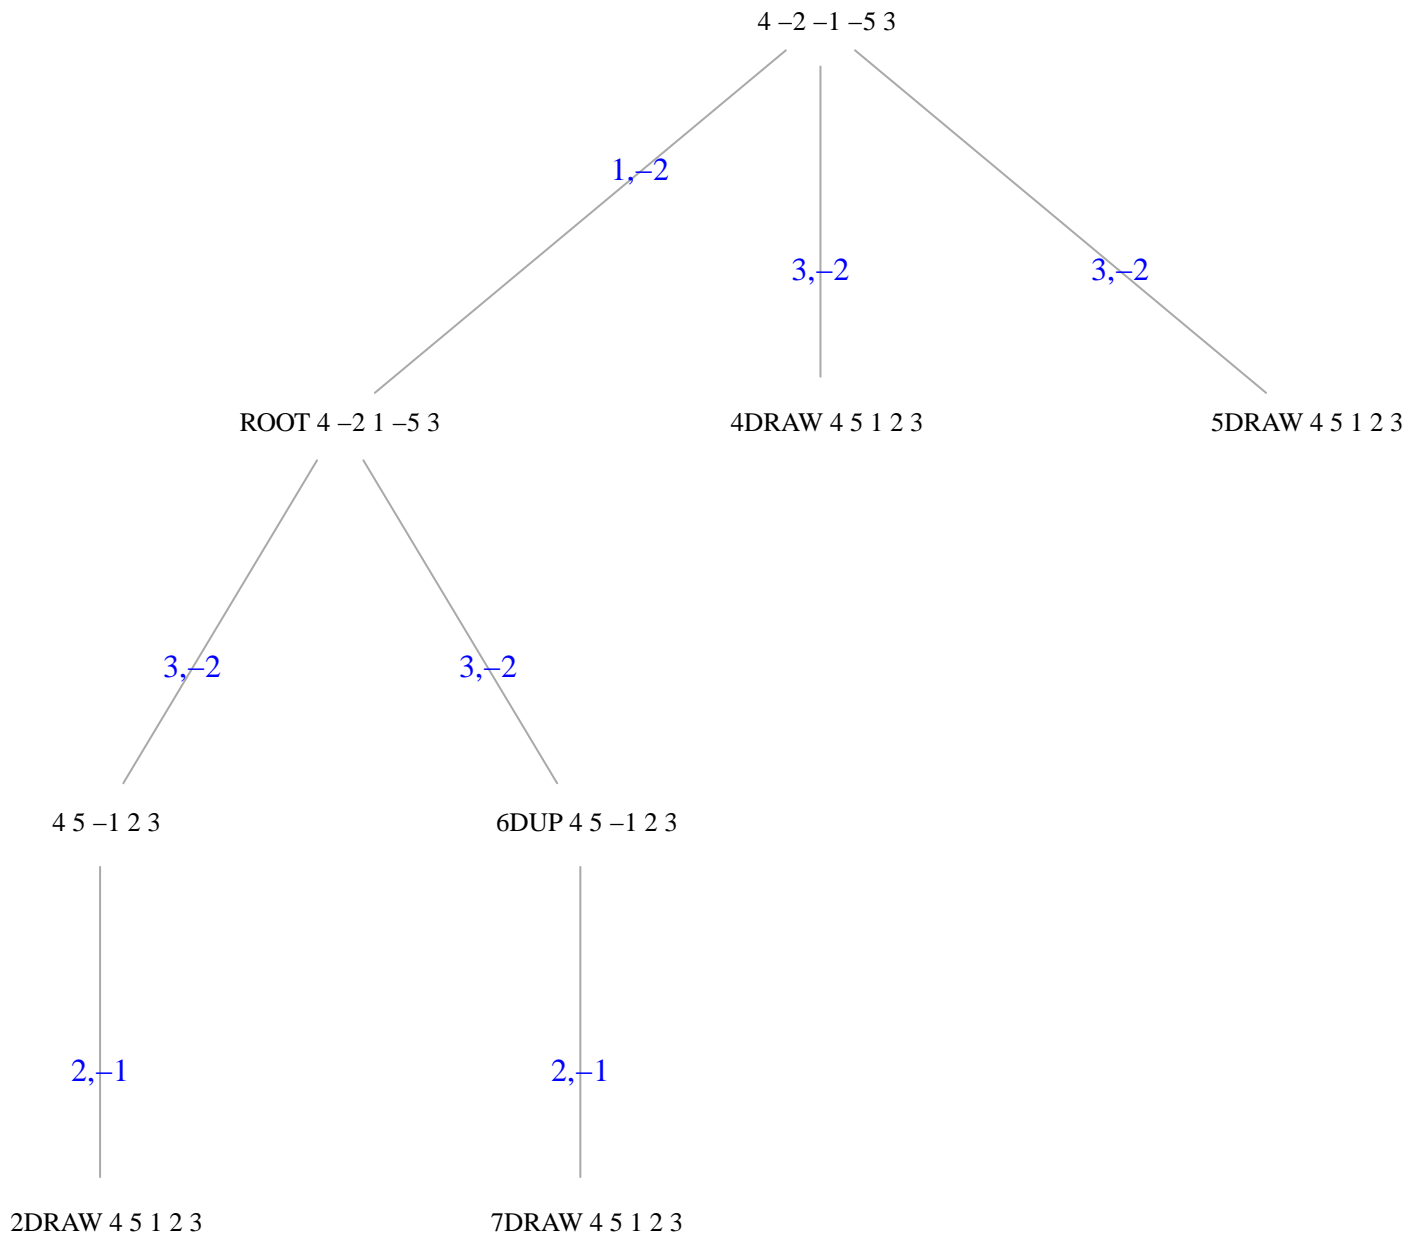 4 –2 –1 –5 3
1,–2
3,–2
3,–2
ROOT 4 –2 1 –5 3
4DRAW 4 5 1 2 3
5DRAW 4 5 1 2 3
3,–2
3,–2
4 5 –1 2 3
6DUP 4 5 –1 2 3
2,–1
2,–1
2DRAW 4 5 1 2 3
7DRAW 4 5 1 2 3